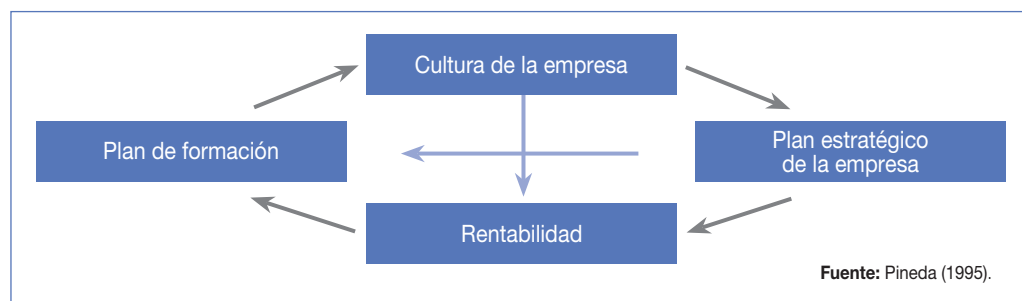 Cultura de la empresa
Plan de formación
Plan estratégico
de la empresa
Rentabilidad
Fuente: Pineda (1995).